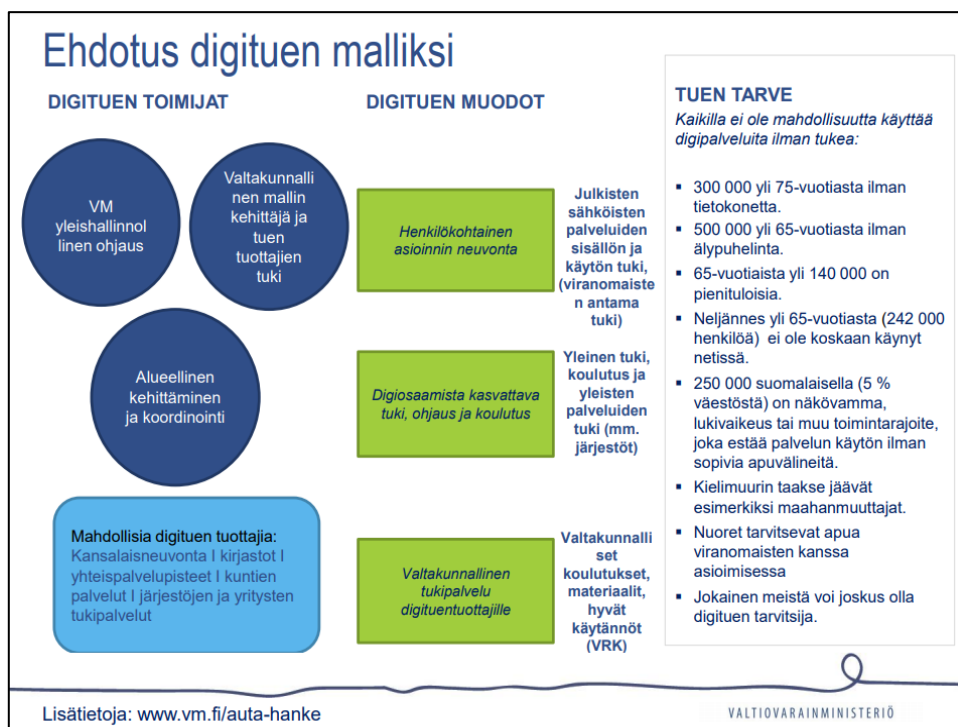 Ehdotus digituen malliksi
DIGITUEN TOIMIJAT
VM
yleishallinnol
linen ohjaus
Valtakunnalli
nen mallin
kehittäjä ja
tuen
tuottajien
tuki
Alueellinen
kehittäminen
ja koordinointi
Mahdollisia digituen tuottajia:
Kansalaisneuvonta I kirjastot I
yhteispalvelupisteet I kuntien
palvelut I järjestöjen ja yritysten
tukipalvelut
DIGITUEN MUODOT
Henkilökohtainen
asioinnin neuvonta
Julkisten
sähköisten
palveluiden
sisällön ja
käytön tuki,
(viranomaiste
n antama
tuki)
Digiosaamista kasvattava
tuki, ohjaus ja koulutus
Yleinen tuki,
koulutus ja
yleisten
palveluiden
tuki (mm.
järjestöt)
Valtakunnallinen
tukipalvelu
digituentuottajille
Valtakunnalli
set
koulutukset,
materiaalit,
hyvät
käytännöt
(VRK)
TUEN TARVE
Kaikilla ei ole mahdollisuutta käyttää
digipalveluita ilman tukea:
▪ 300 000 yli 75-vuotiasta ilman
tietokonetta.
▪ 500 000 yli 65-vuotiasta ilman
älypuhelinta.
▪ 65-vuotiaista yli 140 000 on
pienituloisia.
▪ Neljännes yli 65-vuotiasta (242 000
henkilöä) ei ole koskaan käynyt
netissä.
▪ 250 000 suomalaisella (5 %
väestöstä) on näkövamma,
lukivaikeus tai muu toimintarajoite,
joka estää palvelun käytön ilman
sopivia apuvälineitä.
▪ Kielimuurin taakse jäävät
esimerkiksi maahanmuuttajat.
▪ Nuoret tarvitsevat apua
viranomaisten kanssa
asioimisessa
▪ Jokainen meistä voi joskus olla
digituen tarvitsija.
Lisätietoja: www.vm.fi/auta-hanke
VALTIOVARAINMINISTERIÖ